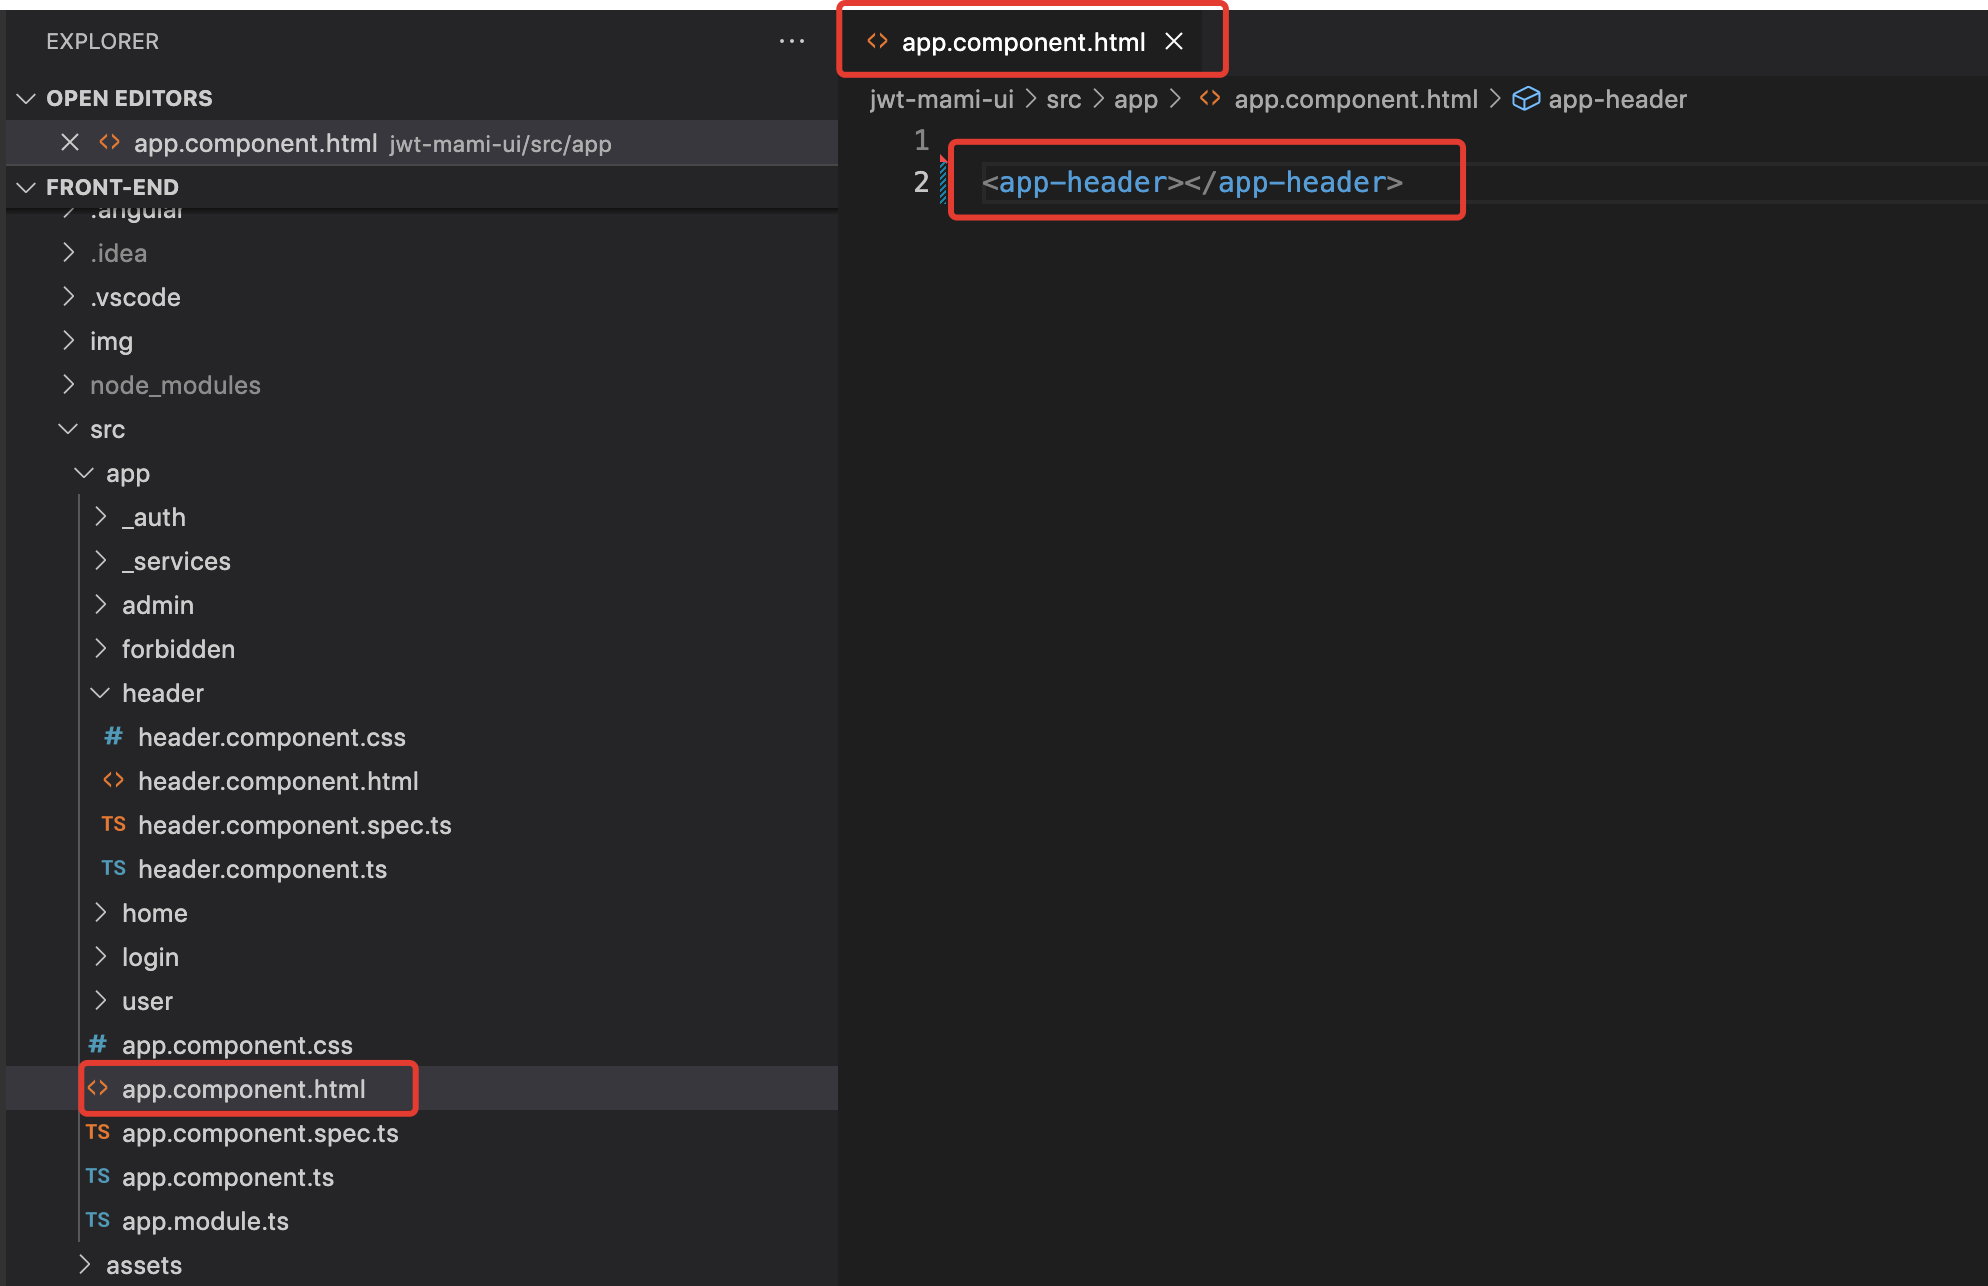 EXPLORER
OPEN EDITORS
app.component.html jwt-mami-ui/src/app
FRONT-END
.angular
.idea
.vscode
img
node_modules
src
app
_auth
_services
admin
forbidden
header
# header.component.css
<> header.component.html
TS header.component.spec.ts
TS header.component.ts
home
login
user
# app.component.css
<> app.component.html
TS app.component.spec.ts
TS app.component.ts
TS app.module.ts
assets
<> app.component.html
jwt-mami-ui > src > app > <> app.component.html > app-header
1
2 <app-header></app-header>